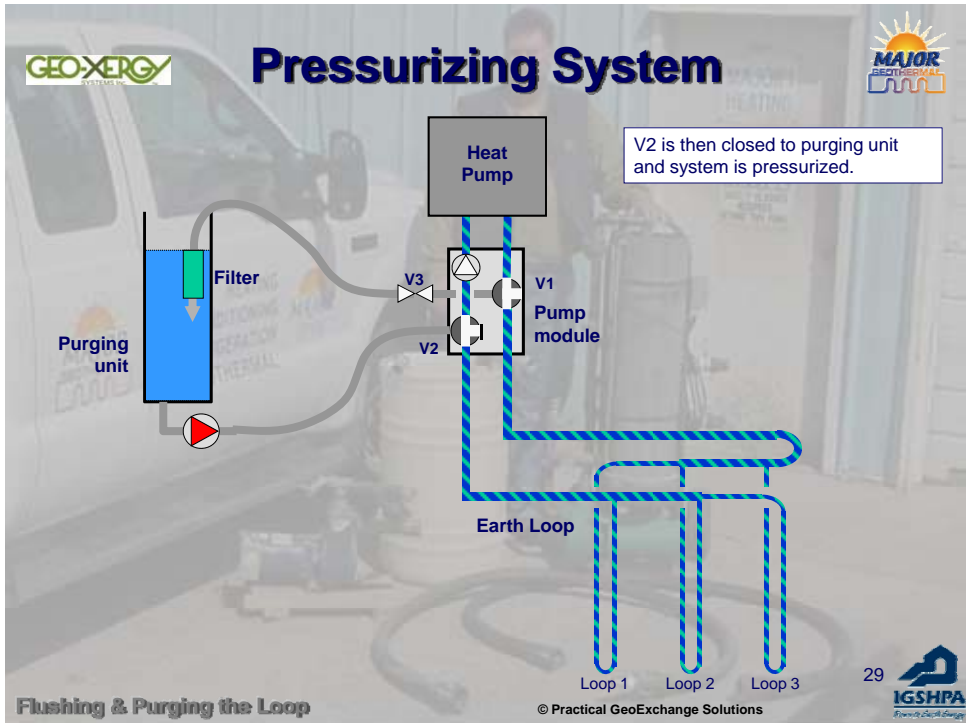 GEO-XERGY
SYSTEMS INC
Pressurizing System
MAJOR
GEOTHERMAL
Heat
Pump
V2 is then closed to purging unit
and system is pressurized.
Filter
V3
V1
Pump
module
Purging
unit
V2
Earth Loop
Loop 1
Loop 2
Loop 3
29
IGSHPA
Flushing & Purging the Loop
© Practical GeoExchange Solutions